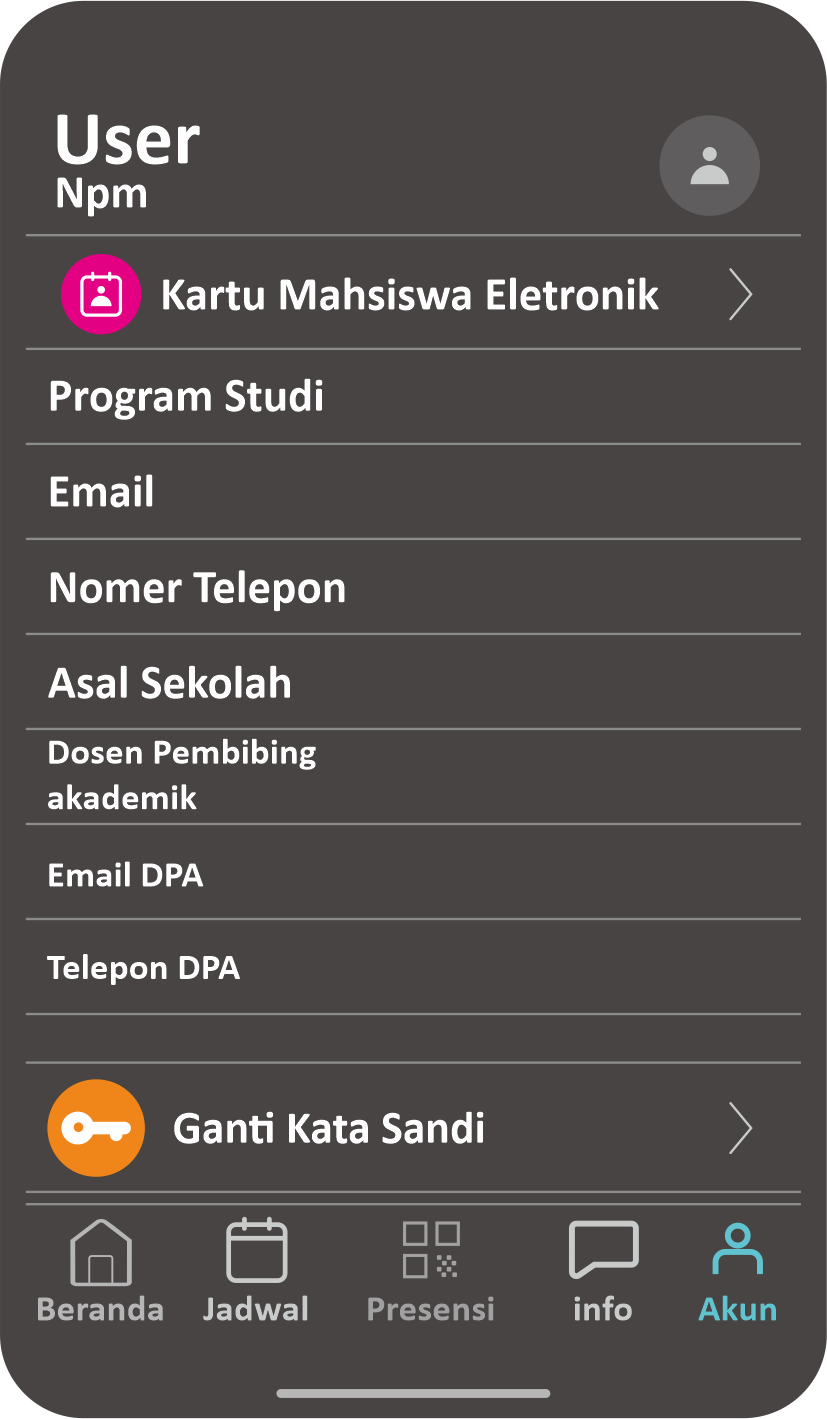 User
Npm
Kartu Mahsiswa Eletronik
Program Studi
Email
Nomer Telepon
Asal Sekolah
Dosen Pembibing
akademik
Email DPA
Telepon DPA
Ganti Kata Sandi
Beranda Jadwal Presensi info Akun